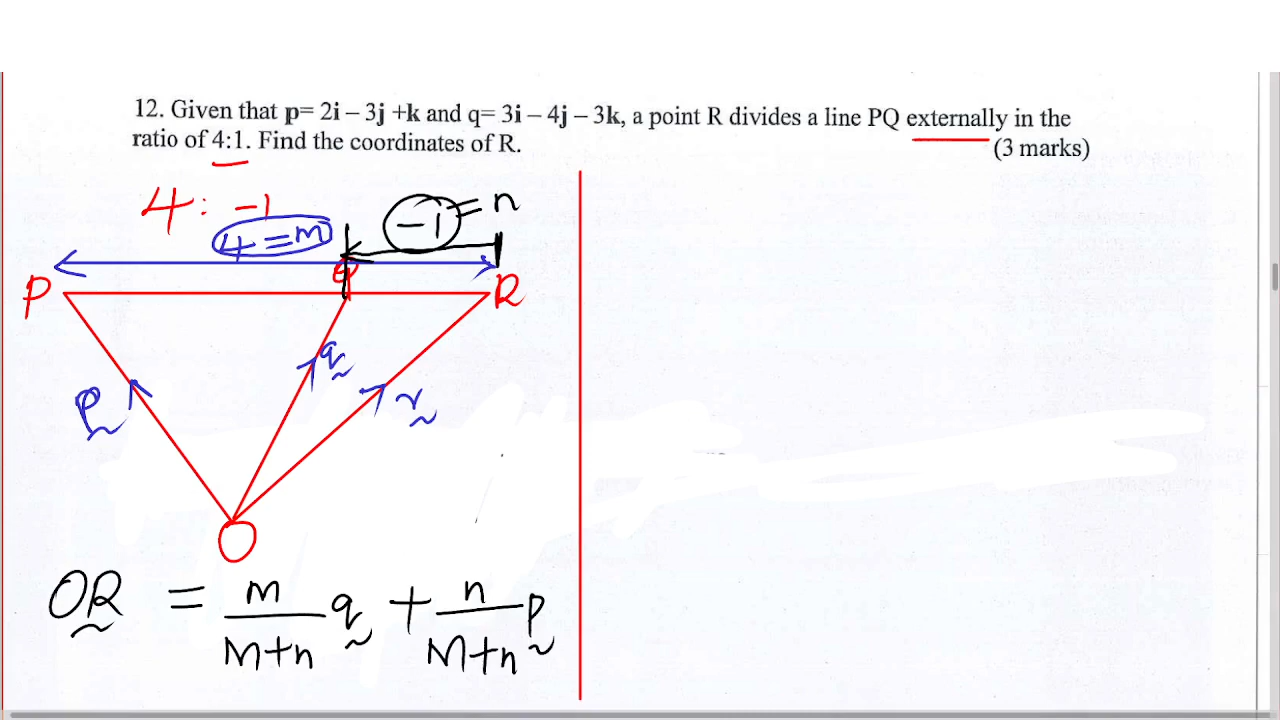 12. Given that p= 2i – 3j +k and q= 3i – 4j – 3k, a point R divides a line PQ externally in the
ratio of 4:1. Find the coordinates of R.
(3 marks)
4 : -1
4 = m
-1 = n
P
Q
R
p
q
r
O
OR = m/m+n q + n/m+n p